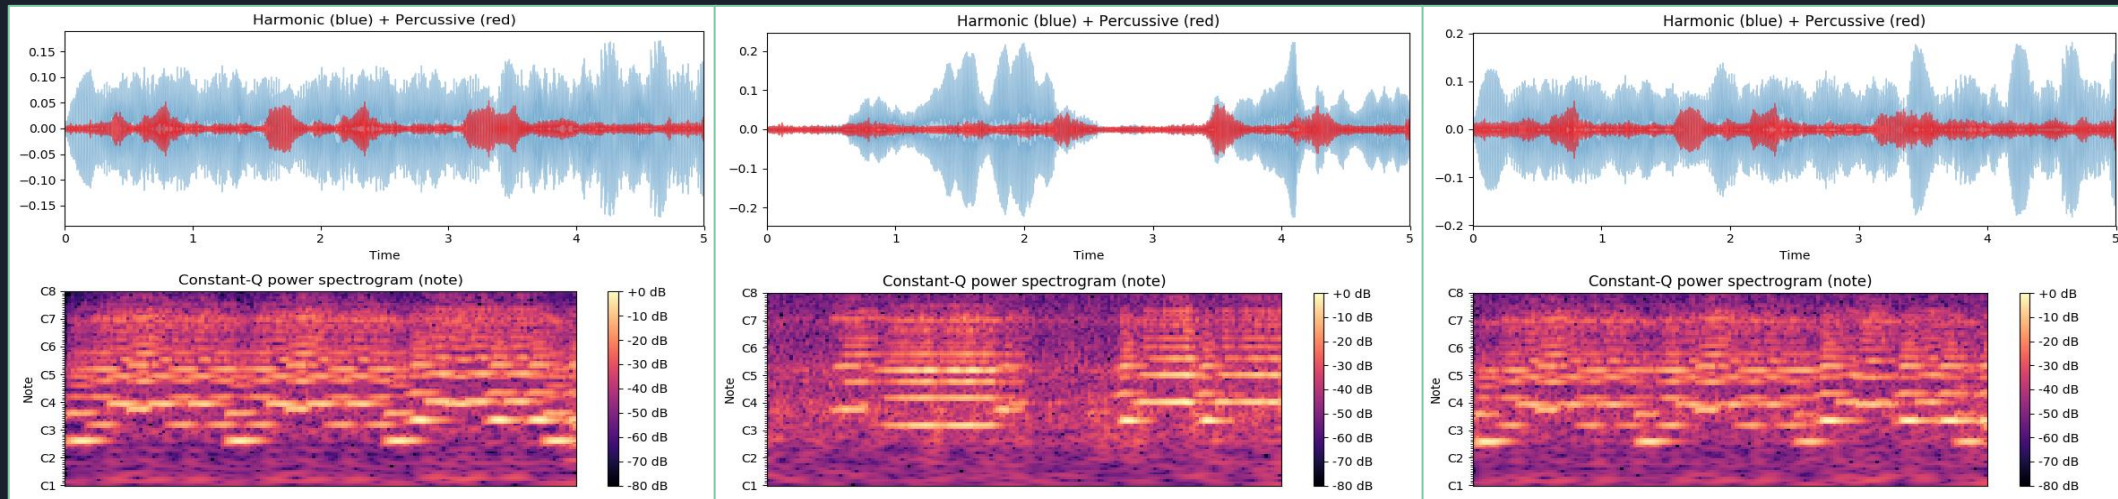 Harmonic (blue) + Percussive (red)
0.15
0.10
0.05
0.00
−0.05
−0.10
−0.15
0 1 2 3 4 5
Time
Constant-Q power spectrogram (note)
C8
C7
C6
C5
C4
C3
C2
C1
Note
+0 dB
-10 dB
-20 dB
-30 dB
-40 dB
-50 dB
-60 dB
-70 dB
-80 dB
Harmonic (blue) + Percussive (red)
0.2
0.1
0.0
−0.1
−0.2
0 1 2 3 4 5
Time
Constant-Q power spectrogram (note)
C8
C7
C6
C5
C4
C3
C2
C1
Note
+0 dB
-10 dB
-20 dB
-30 dB
-40 dB
-50 dB
-60 dB
-70 dB
-80 dB
Harmonic (blue) + Percussive (red)
0.2
0.1
0.0
−0.1
−0.2
0 1 2 3 4 5
Time
Constant-Q power spectrogram (note)
C8
C7
C6
C5
C4
C3
C2
C1
Note
+0 dB
-10 dB
-20 dB
-30 dB
-40 dB
-50 dB
-60 dB
-70 dB
-80 dB